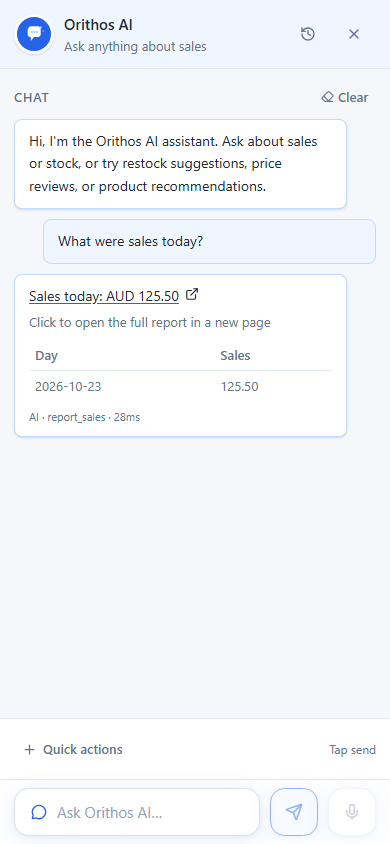 Orithos AI
Ask anything about sales
CHAT
Clear
Hi, I'm the Orithos AI assistant. Ask about sales
or stock, or try restock suggestions, price
reviews, or product recommendations.
What were sales today?
Sales today: AUD 125.50
Click to open the full report in a new page
Day Sales
2026-10-23 125.50
AI · report_sales · 28ms
Quick actions
Tap send
Ask Orithos AI...